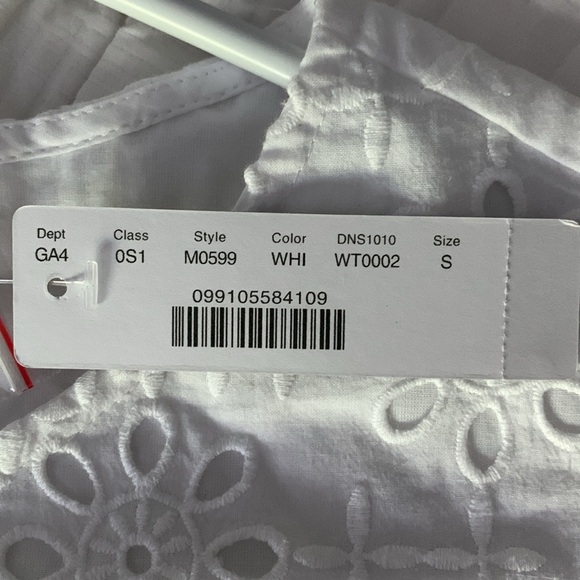 Dept Class Style Color DNS1010 Size
GA4 0S1 M0599 WHI WT0002 S
099105584109